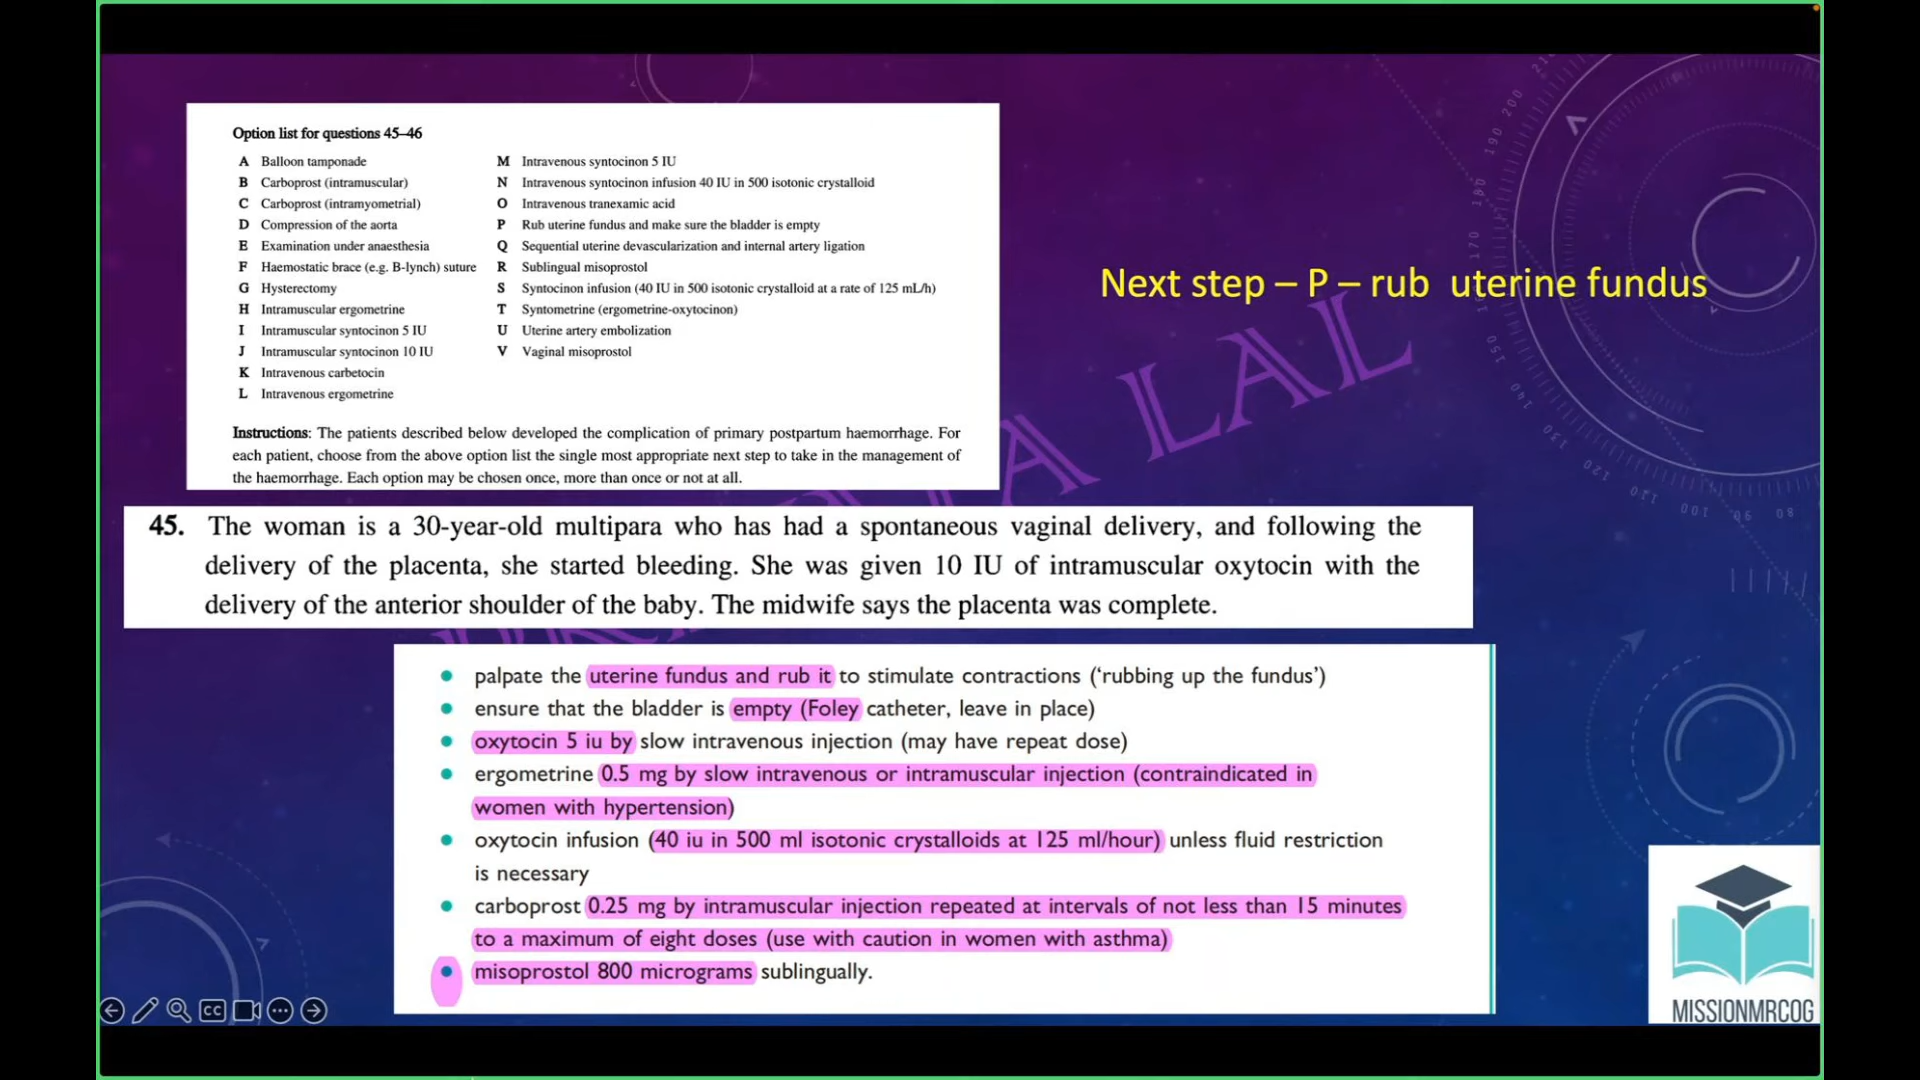 Option list for questions 45–46
A Balloon tamponade
B Carboprost (intramuscular)
C Carboprost (intramyometrial)
D Compression of the aorta
E Examination under anaesthesia
F Haemostatic brace (e.g. B-lynch) suture
G Hysterectomy
H Intramuscular ergometrine
I Intramuscular syntocinon 5 IU
J Intramuscular syntocinon 10 IU
K Intravenous carbetocin
L Intravenous ergometrine
M Intravenous syntocinon 5 IU
N Intravenous syntocinon infusion 40 IU in 500 isotonic crystalloid
O Intravenous tranexamic acid
P Rub uterine fundus and make sure the bladder is empty
Q Sequential uterine devascularization and internal artery ligation
R Sublingual misoprostol
S Syntocinon infusion (40 IU in 500 isotonic crystalloid at a rate of 125 mL/h)
T Syntometrine (ergometrine-oxytocinon)
U Uterine artery embolization
V Vaginal misoprostol
Instructions: The patients described below developed the complication of primary postpartum haemorrhage. For
each patient, choose from the above option list the single most appropriate next step to take in the management of
the haemorrhage. Each option may be chosen once, more than once or not at all.
Next step – P – rub uterine fundus
45. The woman is a 30-year-old multipara who has had a spontaneous vaginal delivery, and following the
delivery of the placenta, she started bleeding. She was given 10 IU of intramuscular oxytocin with the
delivery of the anterior shoulder of the baby. The midwife says the placenta was complete.
• palpate the uterine fundus and rub it to stimulate contractions (‘rubbing up the fundus’)
• ensure that the bladder is empty (Foley catheter, leave in place)
• oxytocin 5 iu by slow intravenous injection (may have repeat dose)
• ergometrine 0.5 mg by slow intravenous or intramuscular injection (contraindicated in
women with hypertension)
• oxytocin infusion (40 iu in 500 ml isotonic crystalloids at 125 ml/hour) unless fluid restriction
is necessary
• carboprost 0.25 mg by intramuscular injection repeated at intervals of not less than 15 minutes
to a maximum of eight doses (use with caution in women with asthma)
• misoprostol 800 micrograms sublingually.
LAL
CC
MISSIONMRCOG